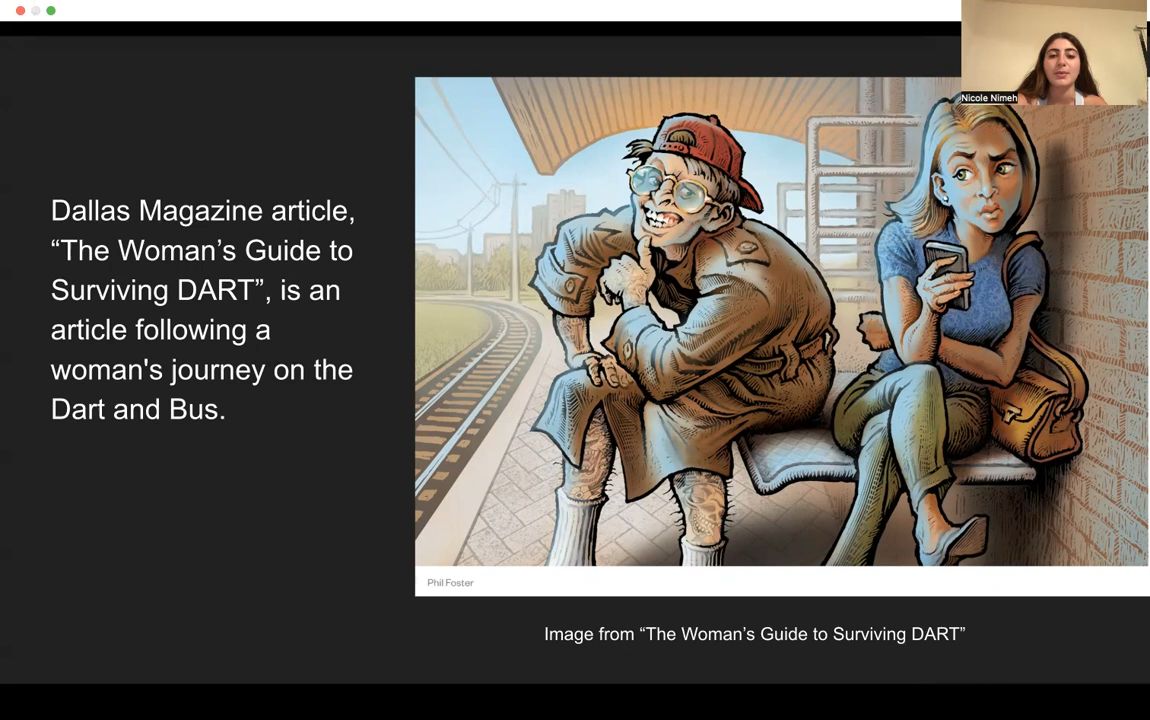 Nicole Nimeh
Dallas Magazine article,
“The Woman’s Guide to
Surviving DART”, is an
article following a
woman's journey on the
Dart and Bus.
Phil Foster
Image from “The Woman’s Guide to Surviving DART”